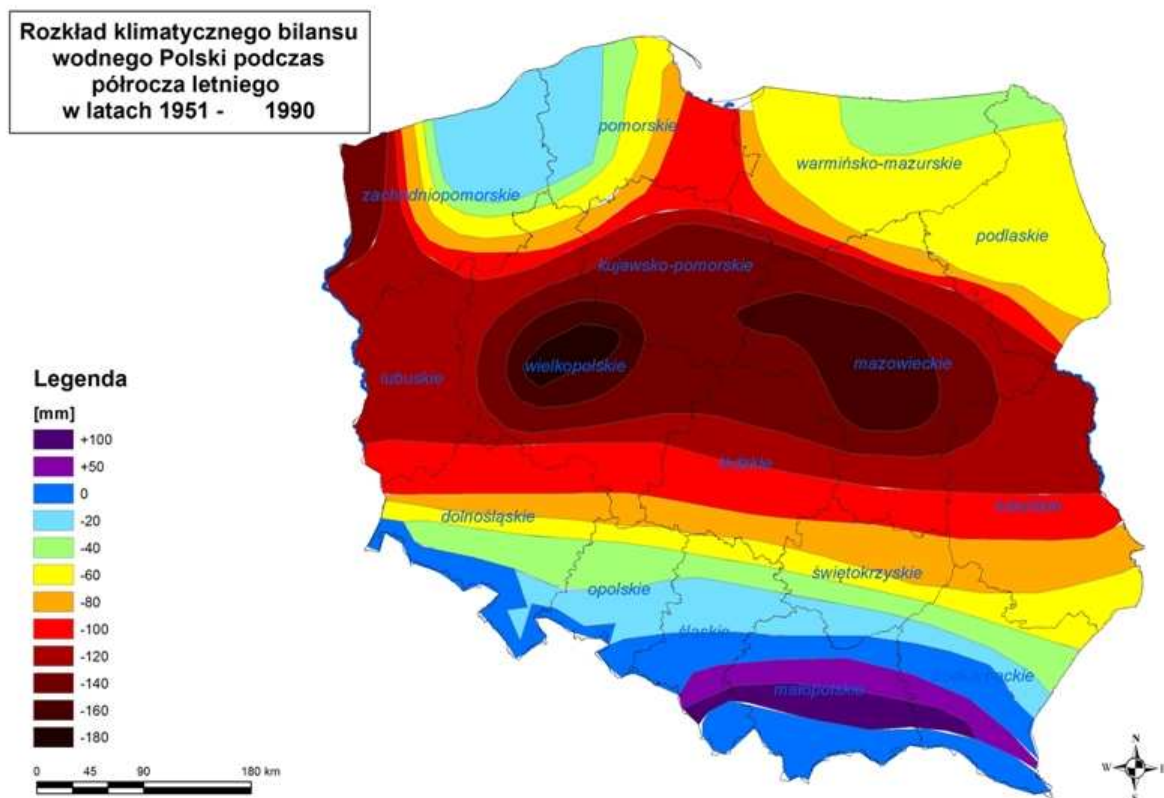 Rozkład klimatycznego bilansu
wodnego Polski podczas
półrocza letniego
w latach 1951 - 1990
pomorskie
warmińsko-mazurskie
zachodniopomorskie
podlaskie
kujawsko-pomorskie
wielkopolskie
mazowieckie
lubuskie
łódzkie
lubelskie
dolnośląskie
świętokrzyskie
opolskie
śląskie
małopolskie
Legenda
[mm]
+100
+50
0
-20
-40
-60
-80
-100
-120
-140
-160
-180
0 45 90 180 km
N
W E
S